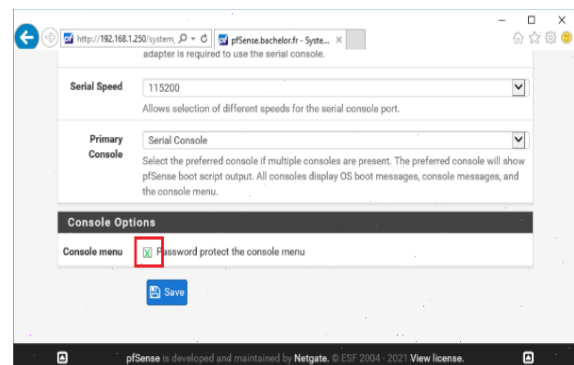 http://192.168.1.250/system_
pfSense.bachelor.fr - Syste...
adapter is required to use the serial console.
Serial Speed
115200
Allows selection of different speeds for the serial console port.
Primary Console
Serial Console
Select the preferred console if multiple consoles are present. The preferred console will show
pfSense boot script output. All consoles display OS boot messages, console messages, and
the console menu.
Console Options
Console menu
Password protect the console menu
Save
pfSense is developed and maintained by Netgate. © ESF 2004 - 2021 View license.